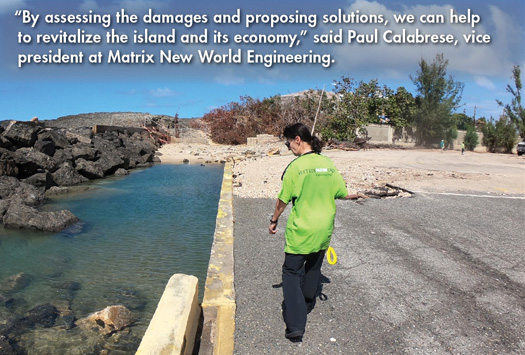 “By assessing the damages and proposing solutions, we can help
to revitalize the island and its economy,” said Paul Calabrese, vice
president at Matrix New World Engineering.